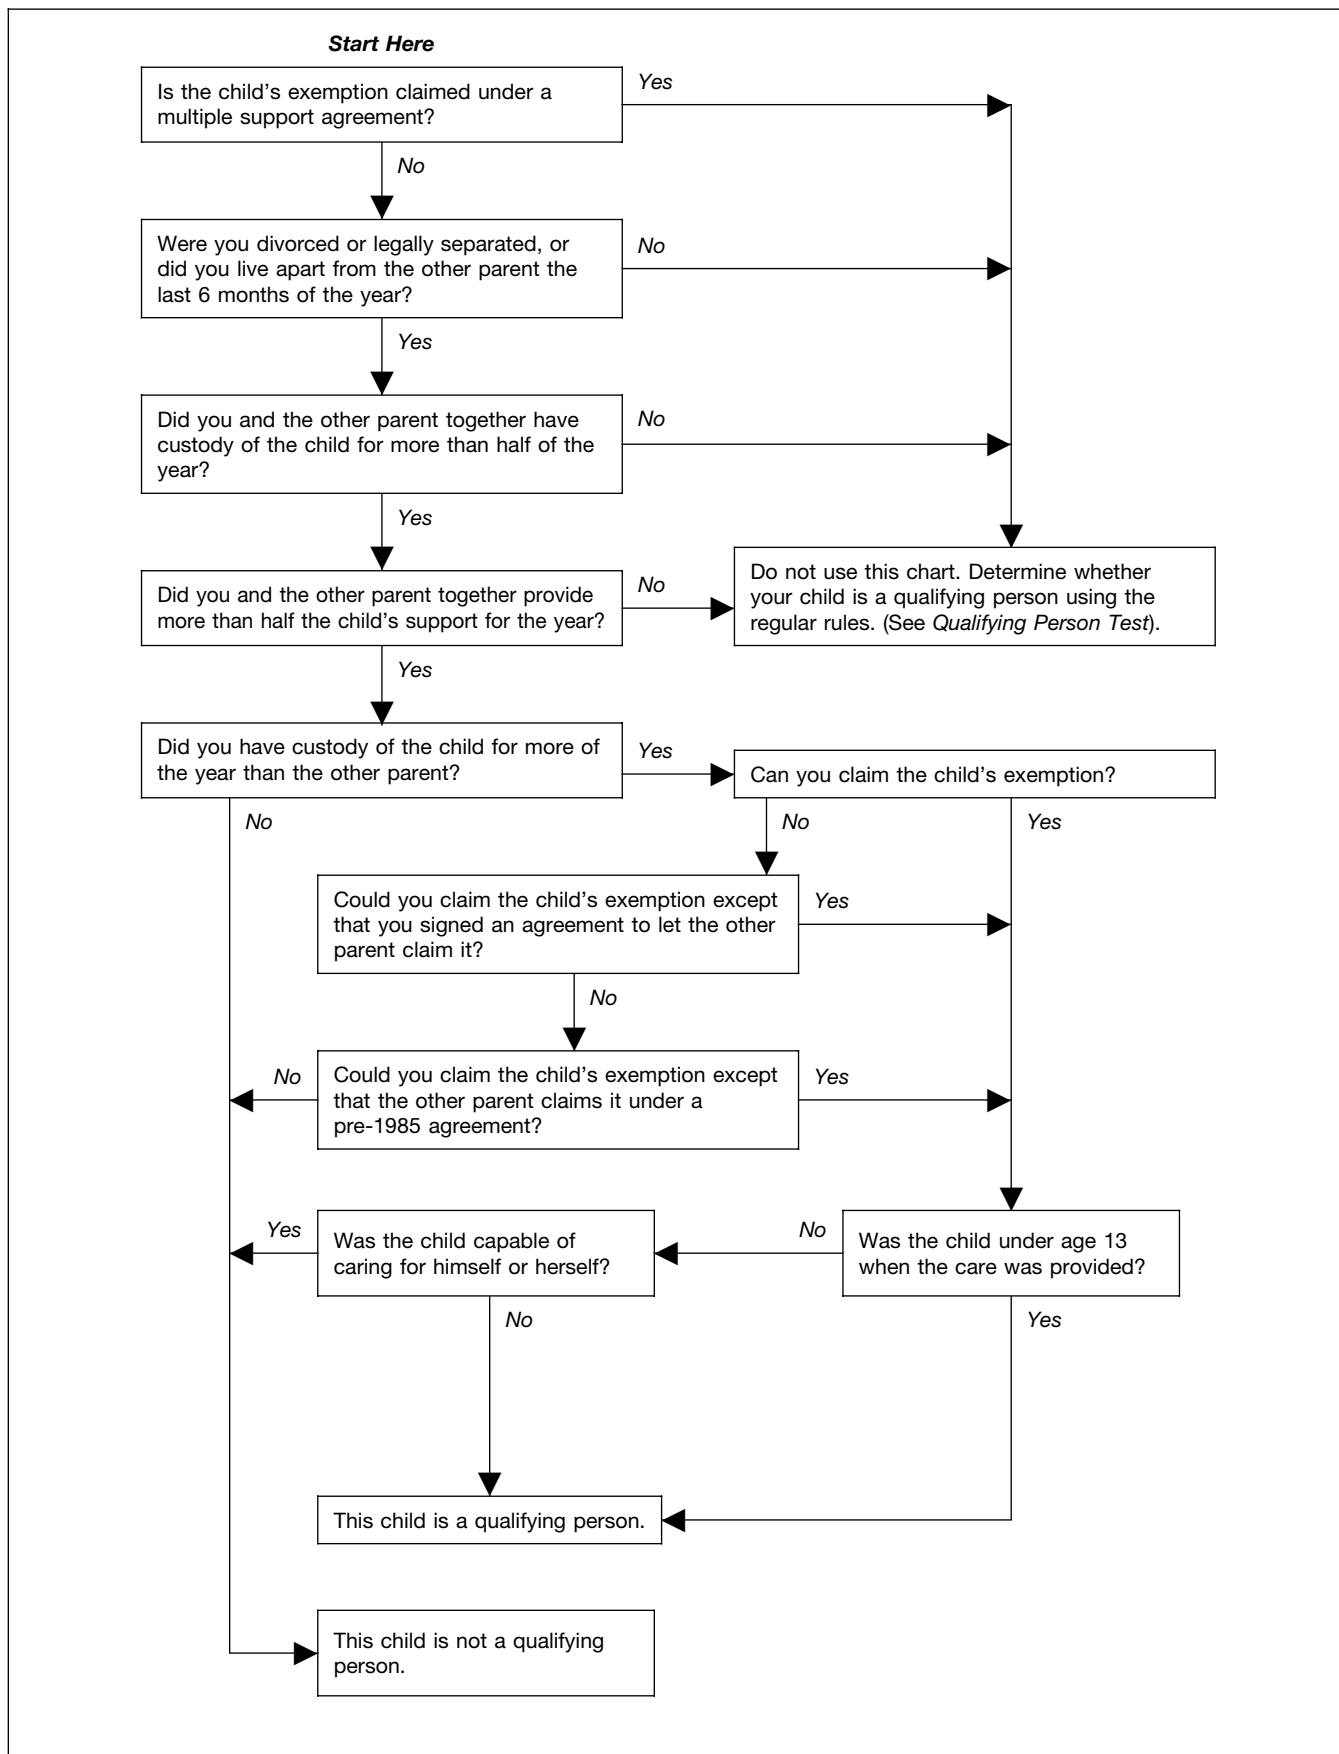 Start Here
Is the child's exemption claimed under a
multiple support agreement?
Yes
No
Were you divorced or legally separated, or
did you live apart from the other parent the
last 6 months of the year?
No
Yes
Did you and the other parent together have
custody of the child for more than half of the
year?
No
Yes
Did you and the other parent together provide
more than half the child's support for the year?
No
Do not use this chart. Determine whether
your child is a qualifying person using the
regular rules. (See Qualifying Person Test).
Yes
Did you have custody of the child for more of
the year than the other parent?
Yes
Can you claim the child's exemption?
No
No
Yes
Could you claim the child's exemption except
that you signed an agreement to let the other
parent claim it?
Yes
No
No
Could you claim the child's exemption except
that the other parent claims it under a
pre-1985 agreement?
Yes
Yes
Was the child capable of
caring for himself or herself?
No
Was the child under age 13
when the care was provided?
No
Yes
This child is a qualifying person.
This child is not a qualifying
person.